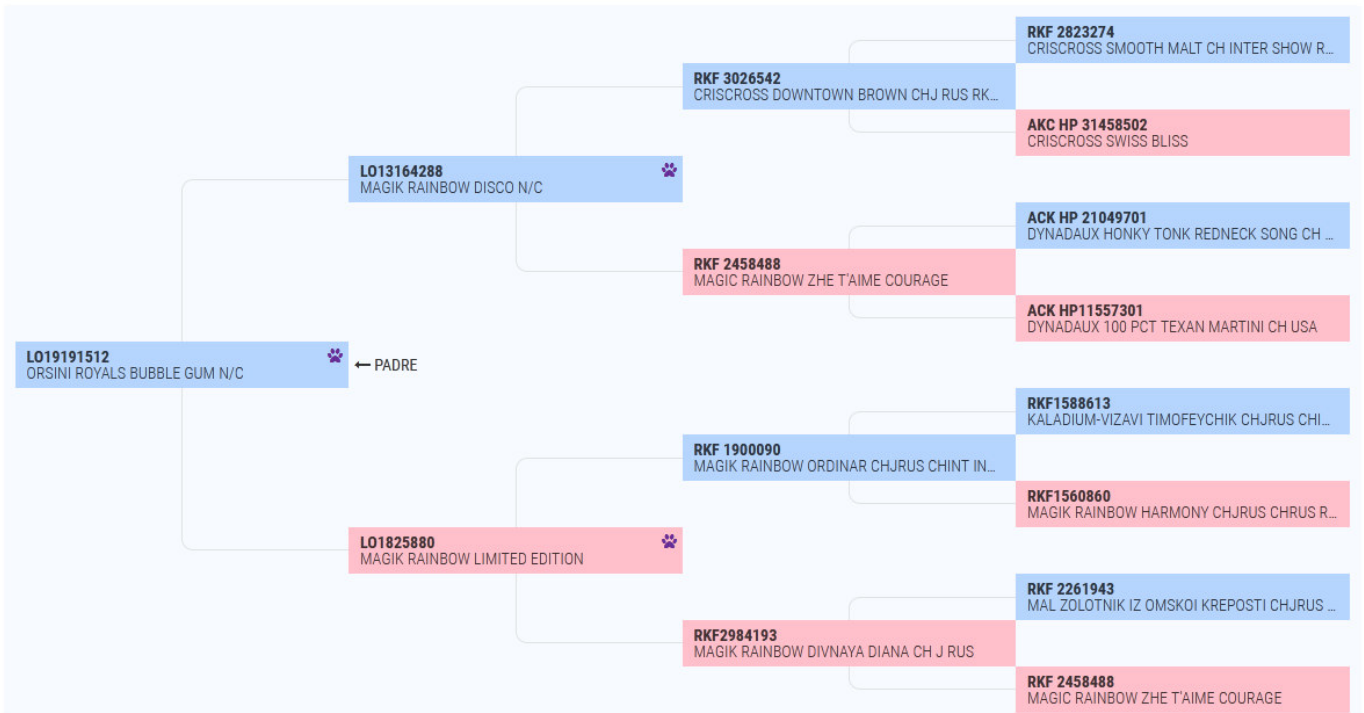 RKF 2823274
CRISCROSS SMOOTH MALT CH INTER SHOW R...
RKF 3026542
CRISCROSS DOWNTOWN BROWN CHJ RUS RK...
AKC HP 31458502
CRISCROSS SWISS BLISS
LO13164288
MAGIK RAINBOW DISCO N/C
ACK HP 21049701
DYNADAUX HONKY TONK REDNECK SONG CH ...
RKF 2458488
MAGIC RAINBOW ZHE T'AIME COURAGE
ACK HP11557301
DYNADAUX 100 PCT TEXAN MARTINI CH USA
LO19191512
ORSINI ROYALS BUBBLE GUM N/C
← PADRE
RKF1588613
KALADIUM-VIZAVI TIMOFEYCHIK CHJRUS CHI...
RKF 1900090
MAGIK RAINBOW ORDINAR CHJRUS CHINT IN...
RKF1560860
MAGIK RAINBOW HARMONY CHJRUS CHRUS R...
LO1825880
MAGIK RAINBOW LIMITED EDITION
RKF 2261943
MAL ZOLOTNIK IZ OMSKOI KREPOSTI CHJRUS ...
RKF2984193
MAGIK RAINBOW DIVNAYA DIANA CH J RUS
RKF 2458488
MAGIC RAINBOW ZHE T'AIME COURAGE